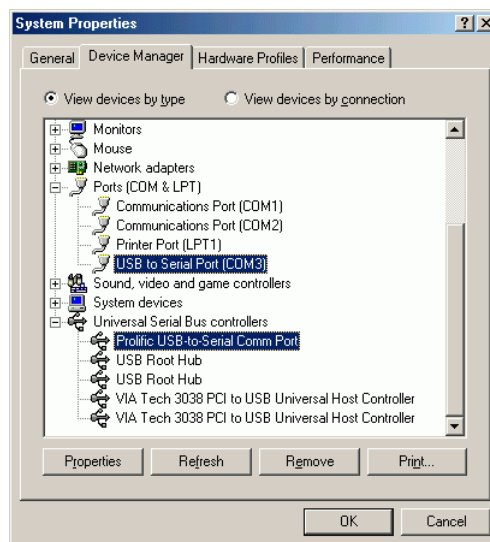 System Properties
General Device Manager Hardware Profiles Performance
View devices by type View devices by connection
Monitors
Mouse
Network adapters
Ports (COM & LPT)
Communications Port (COM1)
Communications Port (COM2)
Printer Port (LPT1)
USB to Serial Port (COM3)
Sound, video and game controllers
System devices
Universal Serial Bus controllers
Prolific USB-to-Serial Comm Port
USB Root Hub
USB Root Hub
VIA Tech 3038 PCI to USB Universal Host Controller
VIA Tech 3038 PCI to USB Universal Host Controller
Properties Refresh Remove Print...
OK Cancel